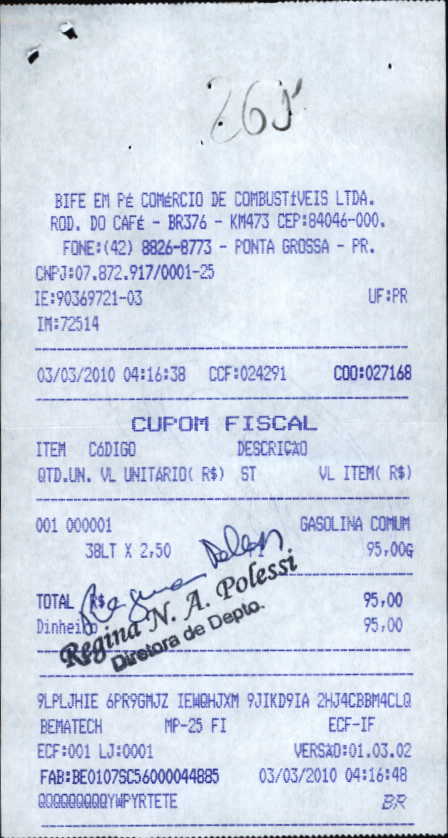 265
BIFE EM PÉ COMÉRCIO DE COMBUSTÍVEIS LTDA.
ROD. DO CAFÉ - BR376 - KM473 CEP:84046-000.
FONE:(42) 8826-8773 - PONTA GROSSA - PR.
CNPJ:07.872.917/0001-25
IE:90369721-03 UF:PR
IM:72514
03/03/2010 04:16:38 CCF:024291 COO:027168
CUPOM FISCAL
ITEM CÓDIGO DESCRIÇÃO
QTD.UN. VL UNITÁRIO( R$) ST VL ITEM( R$)
001 000001 GASOLINA COMUM
38LT X 2,50 95,00G
TOTAL R$ 95,00
Dinheiro 95,00
Regina N. A. Polessi
Diretora de Depto.
9LPLJHIE 6PR9GMJZ IEWQHJXM 9JIKD9IA 2HJ4CBBM4CLQ
BEMATECH MP-25 FI ECF-IF
ECF:001 LJ:0001 VERSÃO:01.03.02
FAB:BE0107SC56000044885 03/03/2010 04:16:48
QQQQQQQQQYWPYRTETE BR